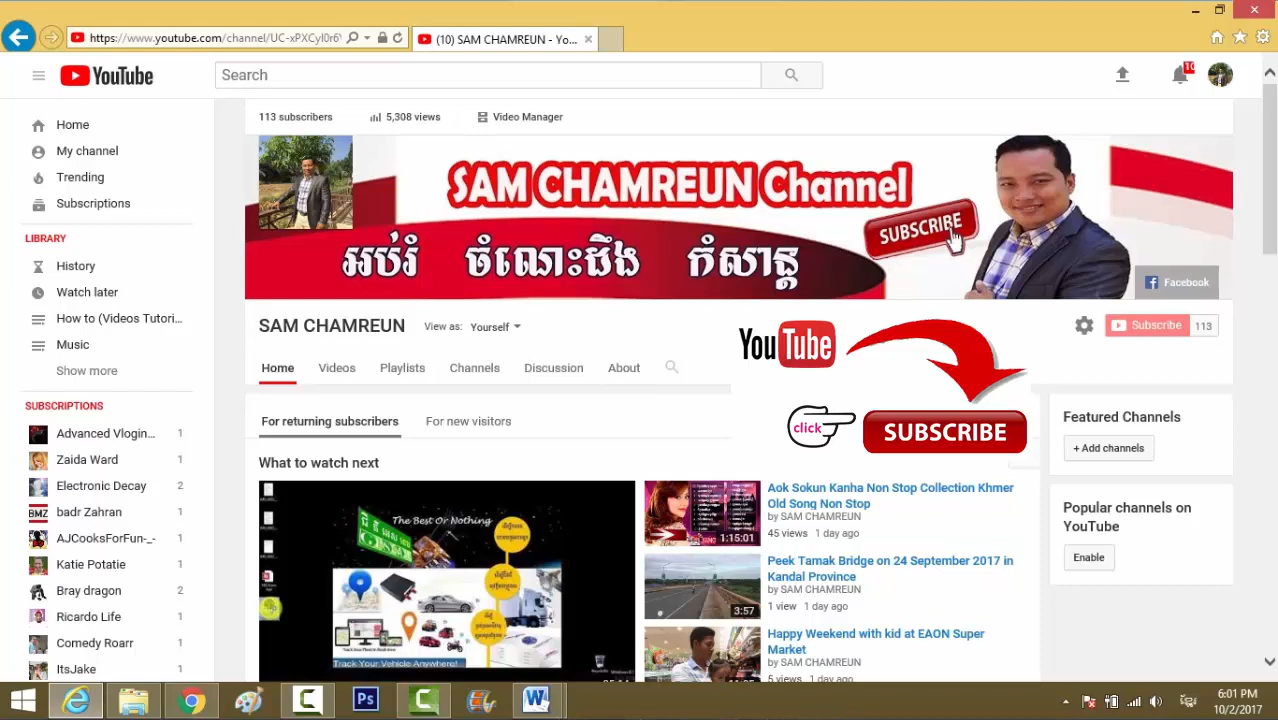 https://www.youtube.com/channel/UC-xPXCyI0r6
(10) SAM CHAMREUN - Yo...
YouTube
Search
10
113 subscribers
5,308 views
Video Manager
Home
My channel
Trending
Subscriptions
LIBRARY
History
Watch later
How to (Videos Tutori...
Music
Show more
SUBSCRIPTIONS
Advanced Vlogin... 1
Zaida Ward 1
Electronic Decay 2
badr Zahran 1
AJCooksForFun-_- 1
Katie Potatie 1
Bray dragon 2
Ricardo Life 1
Comedy Roarr 1
ItsJake 1
SAM CHAMREUN Channel
SUBSCRIBE
អប់រំ ចំណេះដឹង កំសាន្ត
Facebook
SAM CHAMREUN
View as: Yourself
Subscribe 113
Home
Videos
Playlists
Channels
Discussion
About
YouTube
click
SUBSCRIBE
For returning subscribers
For new visitors
What to watch next
The Best Or Nothing
Track Your Vehicle Anywhere!
1:15:01
Aok Sokun Kanha Non Stop Collection Khmer
Old Song Non Stop
by SAM CHAMREUN
45 views 1 day ago
3:57
Peek Tamak Bridge on 24 September 2017 in
Kandal Province
by SAM CHAMREUN
1 view 1 day ago
Happy Weekend with kid at EAON Super
Market
by SAM CHAMREUN
5 views 1 day ago
Featured Channels
+ Add channels
Popular channels on
YouTube
Enable
Ps
6:01 PM
10/2/2017